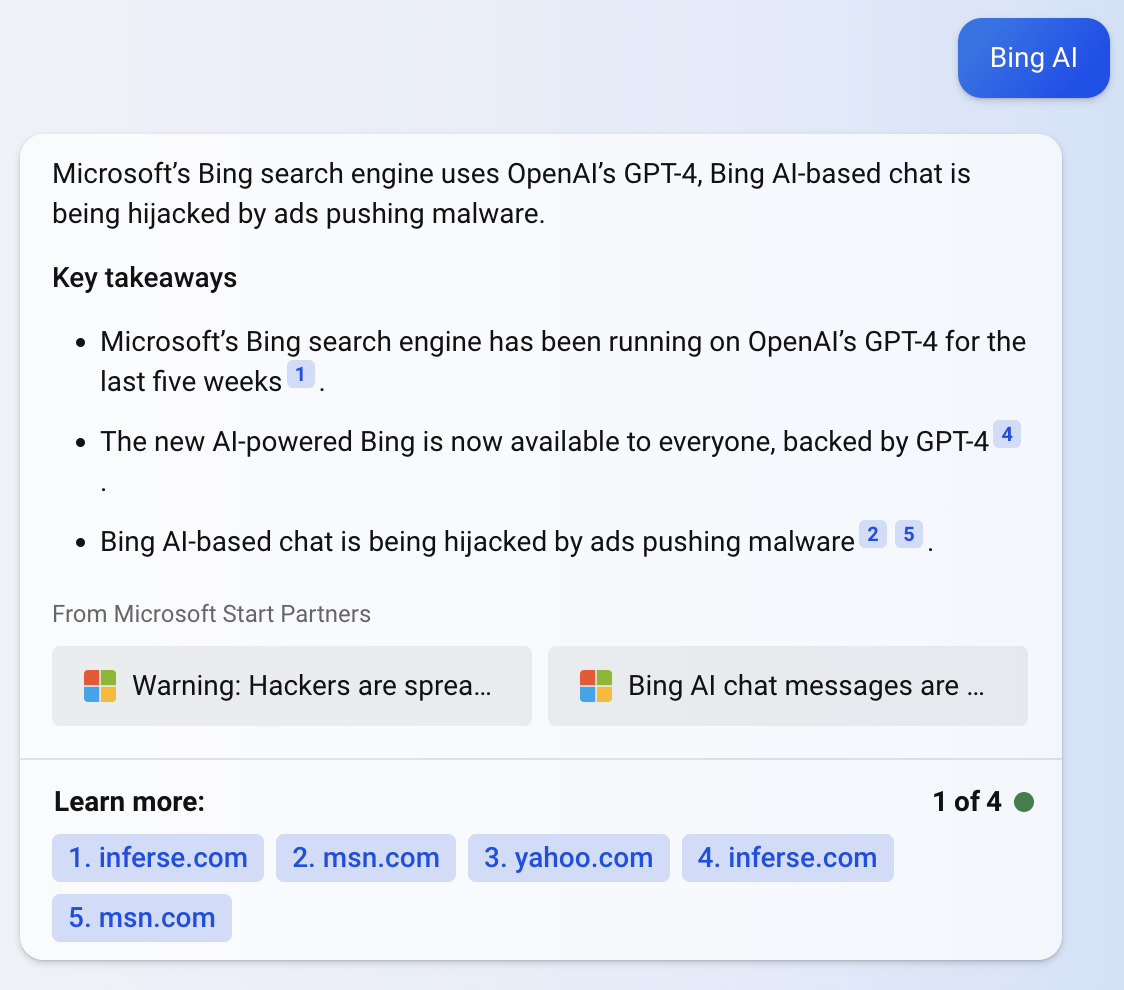 Bing AI
Microsoft’s Bing search engine uses OpenAI’s GPT-4, Bing AI-based chat is
being hijacked by ads pushing malware.
Key takeaways
• Microsoft’s Bing search engine has been running on OpenAI’s GPT-4 for the
last five weeks 1 .
• The new AI-powered Bing is now available to everyone, backed by GPT-4 4
.
• Bing AI-based chat is being hijacked by ads pushing malware 2 5 .
From Microsoft Start Partners
Warning: Hackers are sprea... Bing AI chat messages are ...
Learn more: 1 of 4
1. inferse.com 2. msn.com 3. yahoo.com 4. inferse.com
5. msn.com